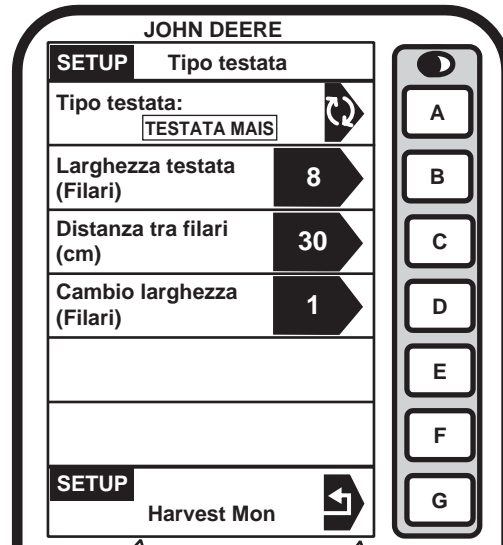 JOHN DEERE
SETUP Tipo testata
Tipo testata:
TESTATA MAIS
A
Larghezza testata
(Filari)
8
B
Distanza tra filari
(cm)
30
C
Cambio larghezza
(Filari)
1
D
E
F
SETUP
Harvest Mon
G